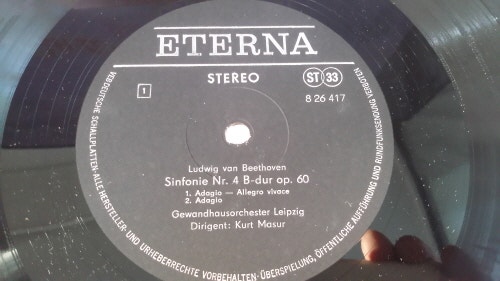 ETERNA
STEREO
ST 33
1
8 26 417
Ludwig van Beethoven
Sinfonie Nr. 4 B-dur op. 60
1. Adagio — Allegro vivace
2. Adagio
Gewandhausorchester Leipzig
Dirigent: Kurt Masur
VEB DEUTSCHE SCHALLPLATTEN · ALLE HERSTELLER- UND URHEBERRECHTE VORBEHALTEN · ÜBERSPIELUNG, ÖFFENTLICHE AUFFÜHRUNG UND RUNDFUNKSENDUNG VERBOTEN